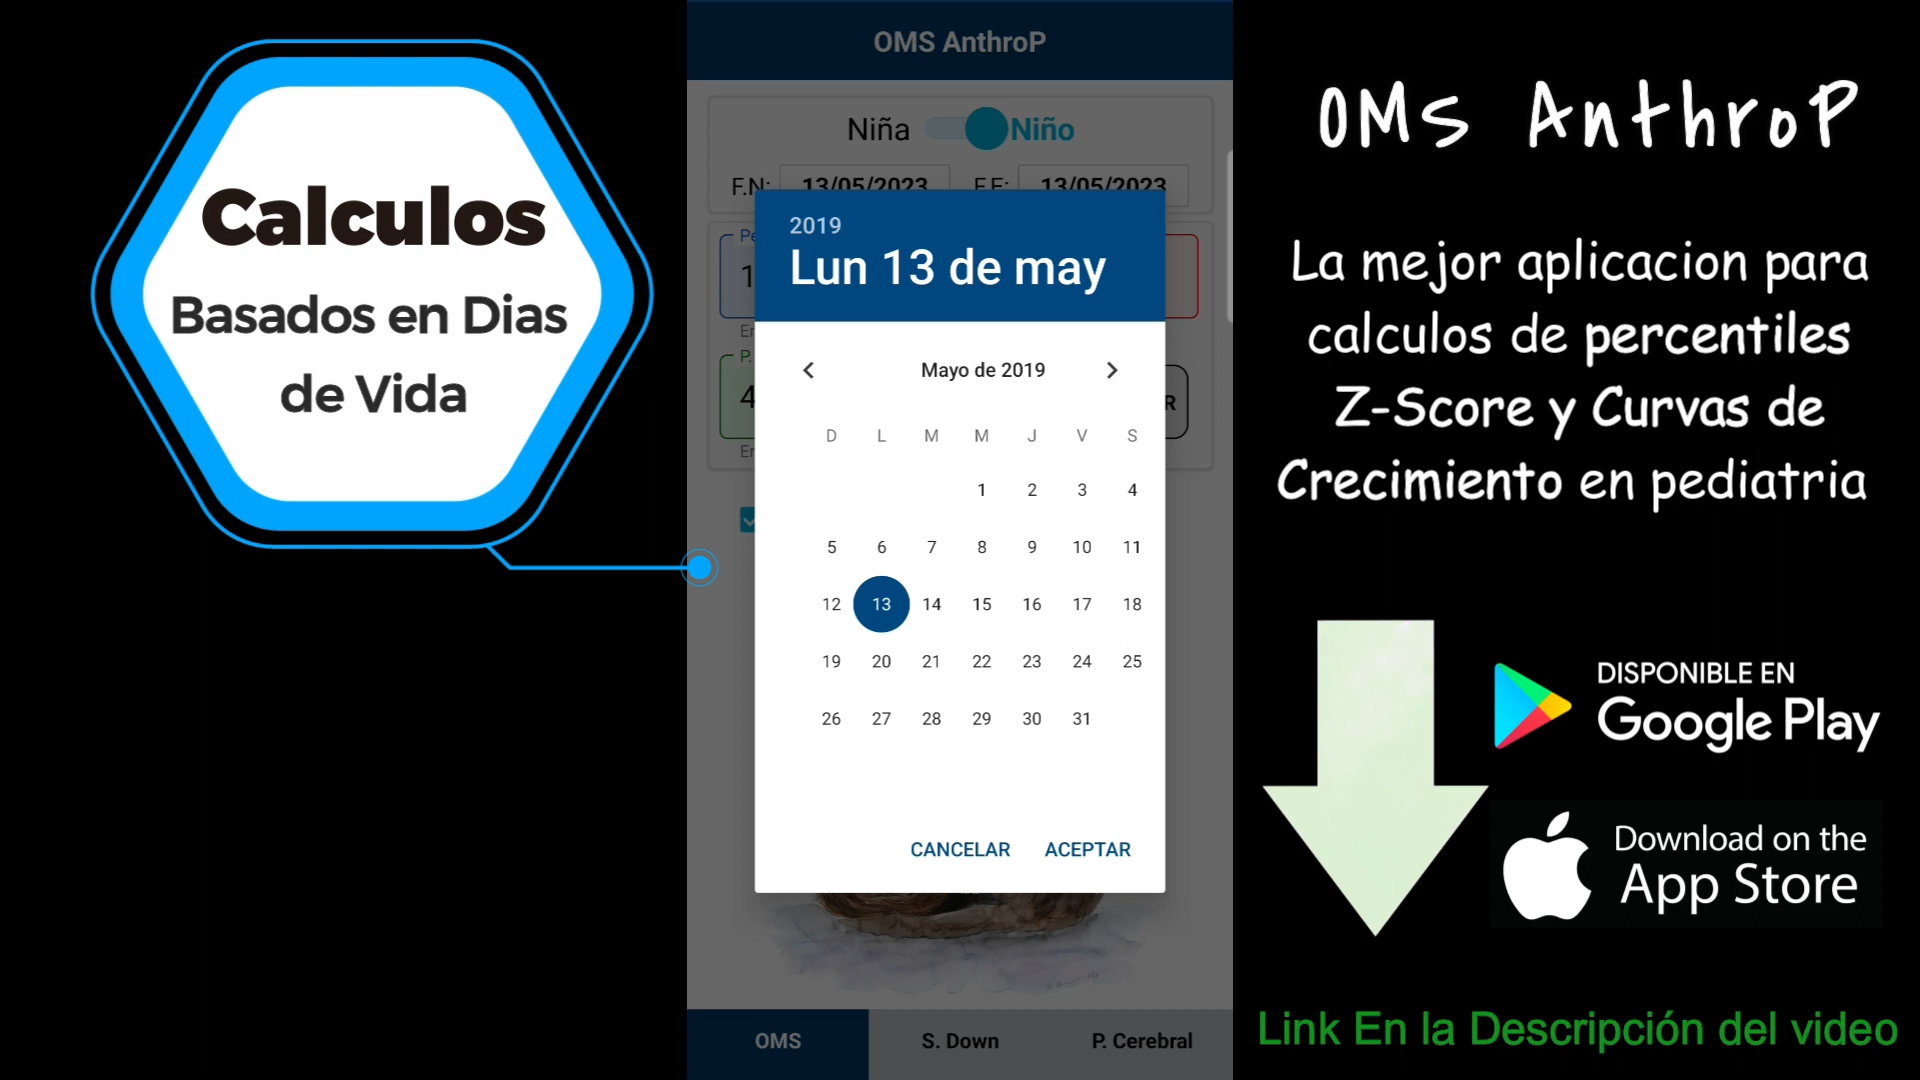 Calculos
Basados en Dias
de Vida
OMS AnthroP
Niña
Niño
F.N:
13/05/2023
F.E:
13/05/2023
2019
Lun 13 de may
Mayo de 2019
D L M M J V S
1 2 3 4
5 6 7 8 9 10 11
12 13 14 15 16 17 18
19 20 21 22 23 24 25
26 27 28 29 30 31
CANCELAR ACEPTAR
OMS S. Down P. Cerebral
OMS AnthroP
La mejor aplicacion para
calculos de percentiles
Z-Score y Curvas de
Crecimiento en pediatria
DISPONIBLE EN
Google Play
Download on the
App Store
Link En la Descripción del video